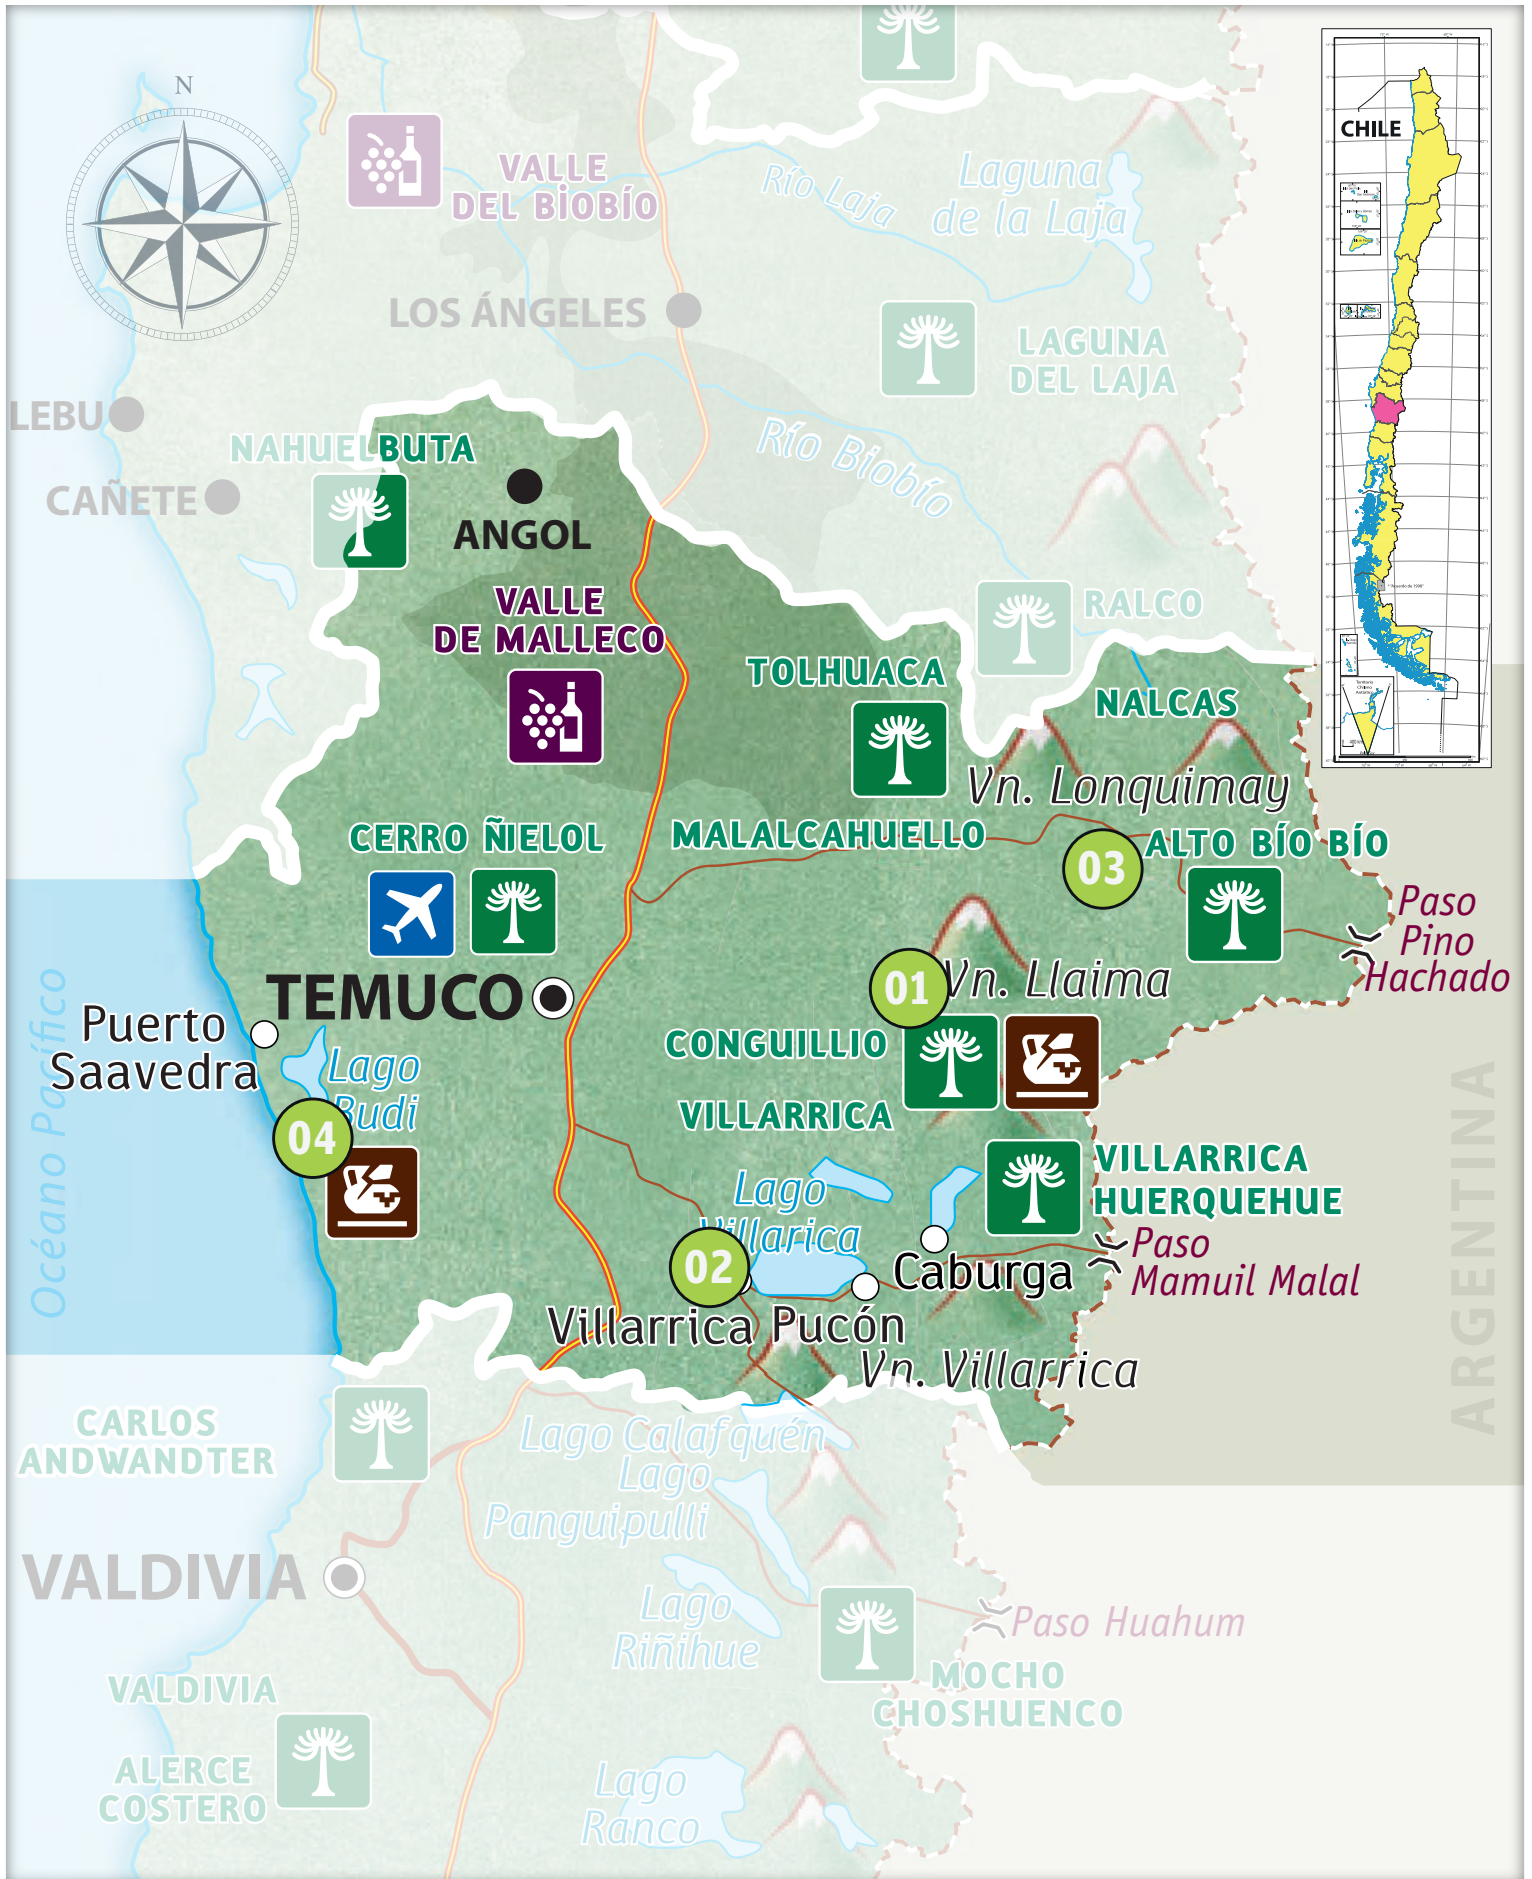 N
CHILE
VALLE
DEL BÍOBÍO
Río Laja
Laguna
de la Laja
LOS ÁNGELES
LAGUNA
DEL LAJA
LEBU
NAHUELBUTA
CAÑETE
Río Biobío
ANGOL
VALLE
DE MALLECO
RALCO
TOLHUACA
NALCAS
Vn. Lonquimay
CERRO ÑIELOL
MALALCAHUELLO
03
ALTO BÍO BÍO
Paso
Pino
Hachado
01
Vn. Llaima
TEMUCO
Puerto
Saavedra
Océano Pacífico
Lago
Budi
04
CONGUILLIO
VILLARRICA
ARGENTINA
VILLARRICA
HUERQUEHUE
Lago
Villarica
02
Caburga
Paso
Mamuil Malal
Villarrica
Pucón
Vn. Villarrica
CARLOS
ANDWANDTER
Lago Calafquén
Lago
Panguipulli
VALDIVIA
Lago
Riñihue
Paso Huahum
MOCHO
CHOSHUENCO
VALDIVIA
ALERCE
COSTERO
Lago
Ranco